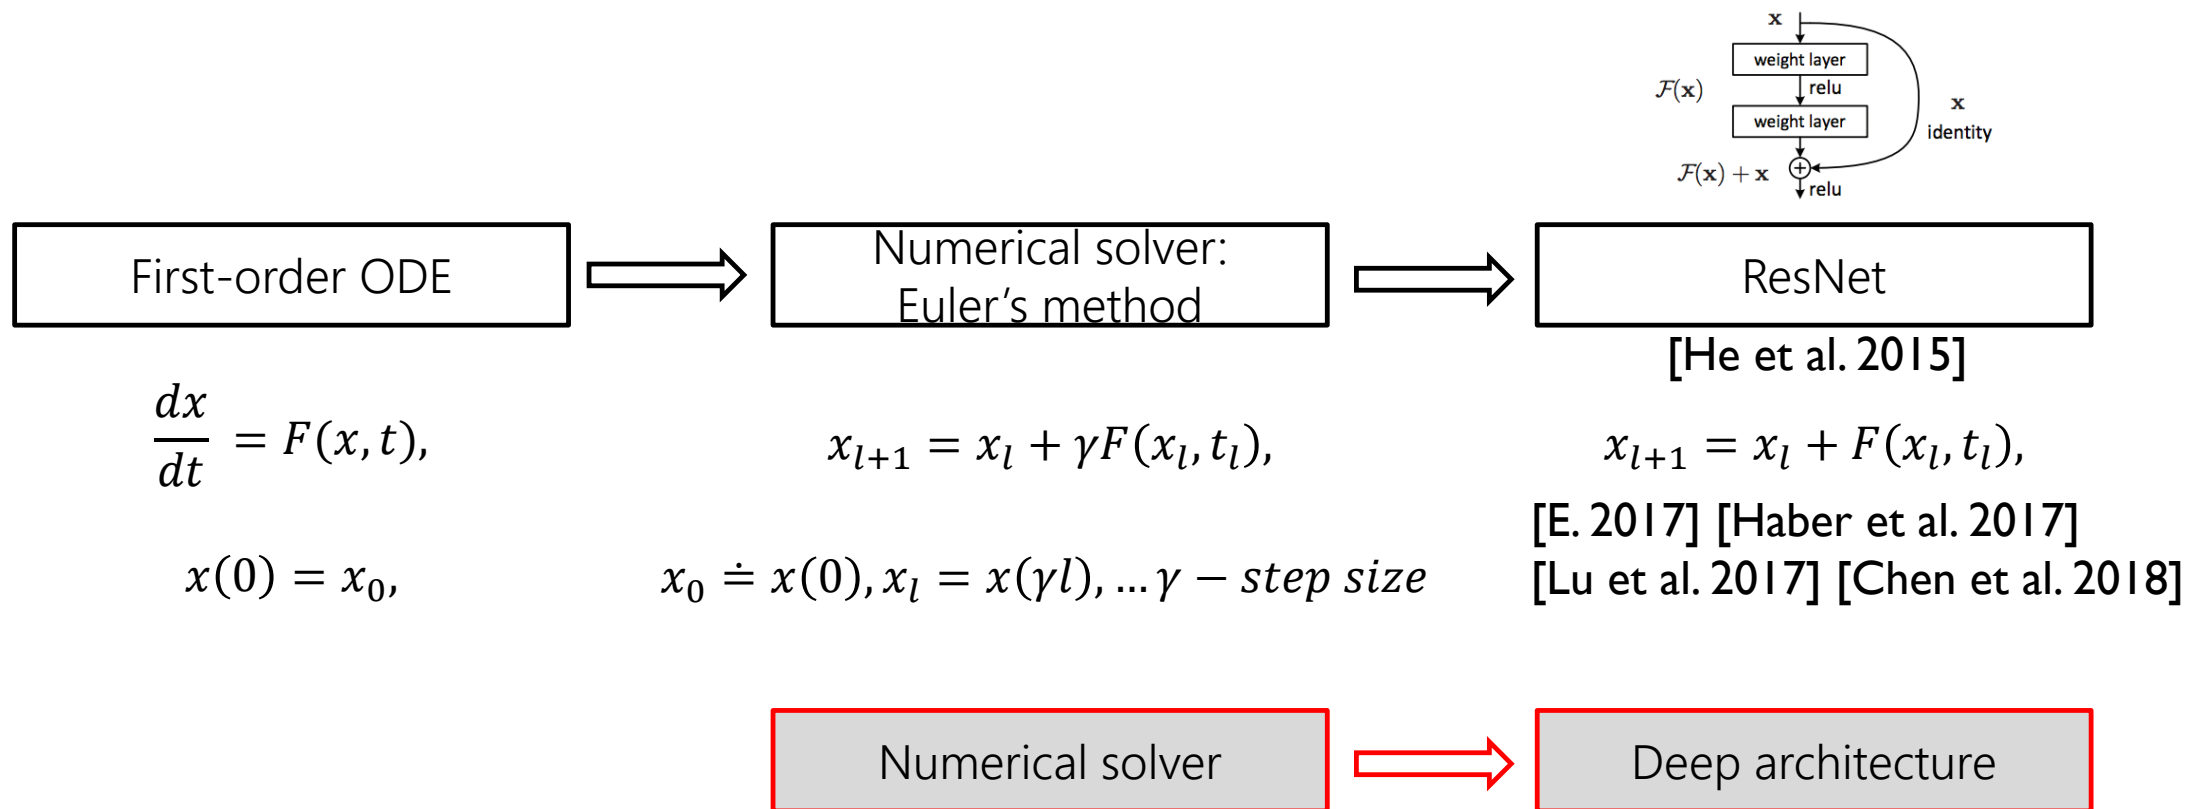 x
weight layer
relu
F(x)
weight layer
x
identity
F(x) + x
+
relu
First-order ODE
Numerical solver:
Euler's method
ResNet
[He et al. 2015]
dx/dt = F(x, t),
x_{l+1} = x_l + γF(x_l, t_l),
x_{l+1} = x_l + F(x_l, t_l),
x(0) = x_0,
x_0 ≐ x(0), x_l = x(γl), … γ − step size
[E. 2017] [Haber et al. 2017]
[Lu et al. 2017] [Chen et al. 2018]
Numerical solver
Deep architecture